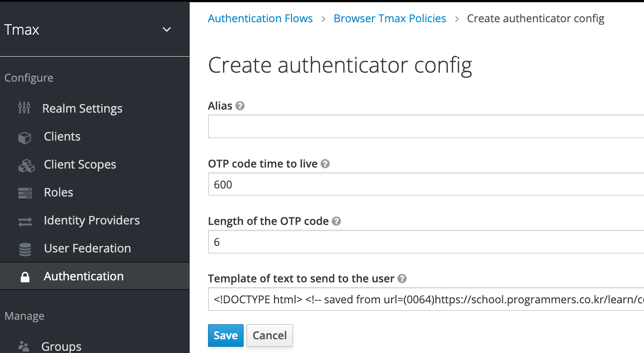 Tmax
Authentication Flows > Browser Tmax Policies > Create authenticator config
Create authenticator config
Configure
Realm Settings
Clients
Client Scopes
Roles
Identity Providers
User Federation
Authentication
Manage
Groups
Alias
OTP code time to live
600
Length of the OTP code
6
Template of text to send to the user
<!DOCTYPE html> <!-- saved from url=(0064)https://school.programmers.co.kr/learn/c
Save Cancel